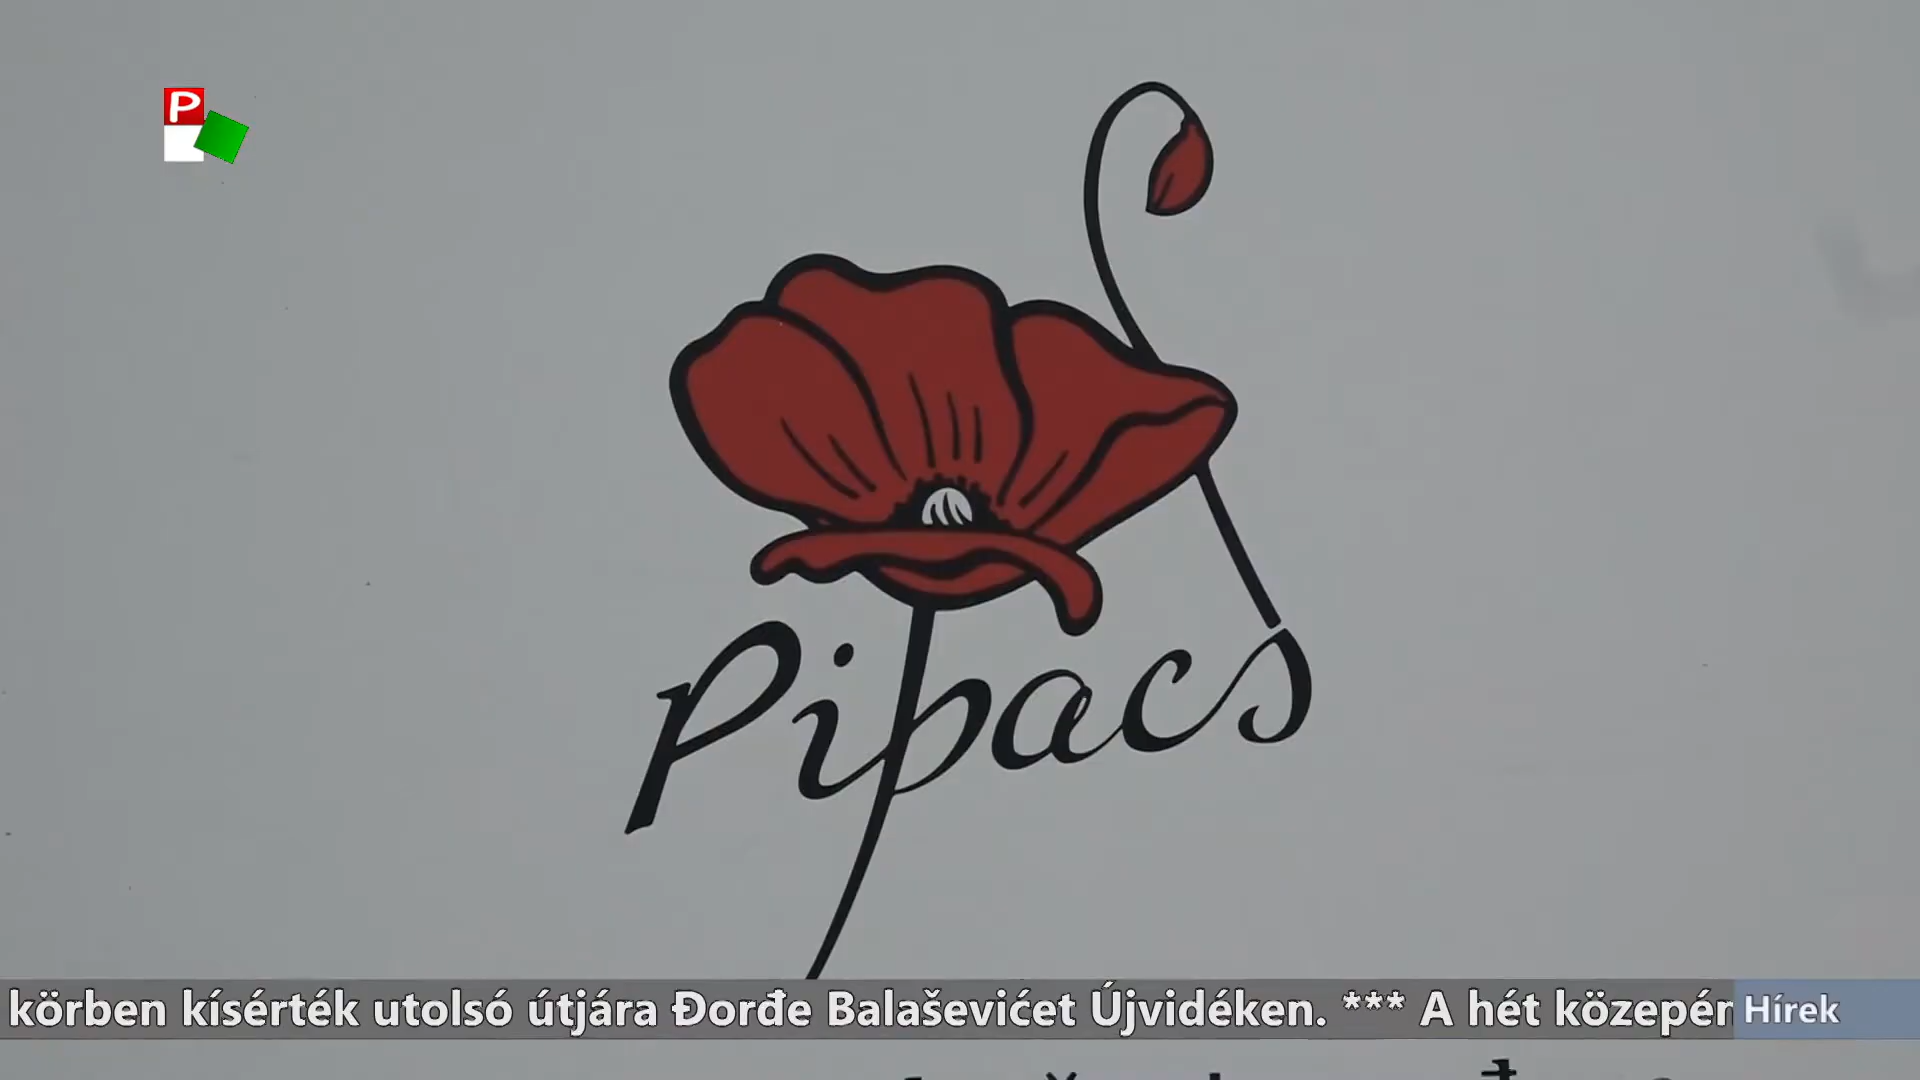 P
Pipacs
körben kísérték utolsó útjára Đorđe Balaševićet Újvidéken. *** A hét közepén
Hírek